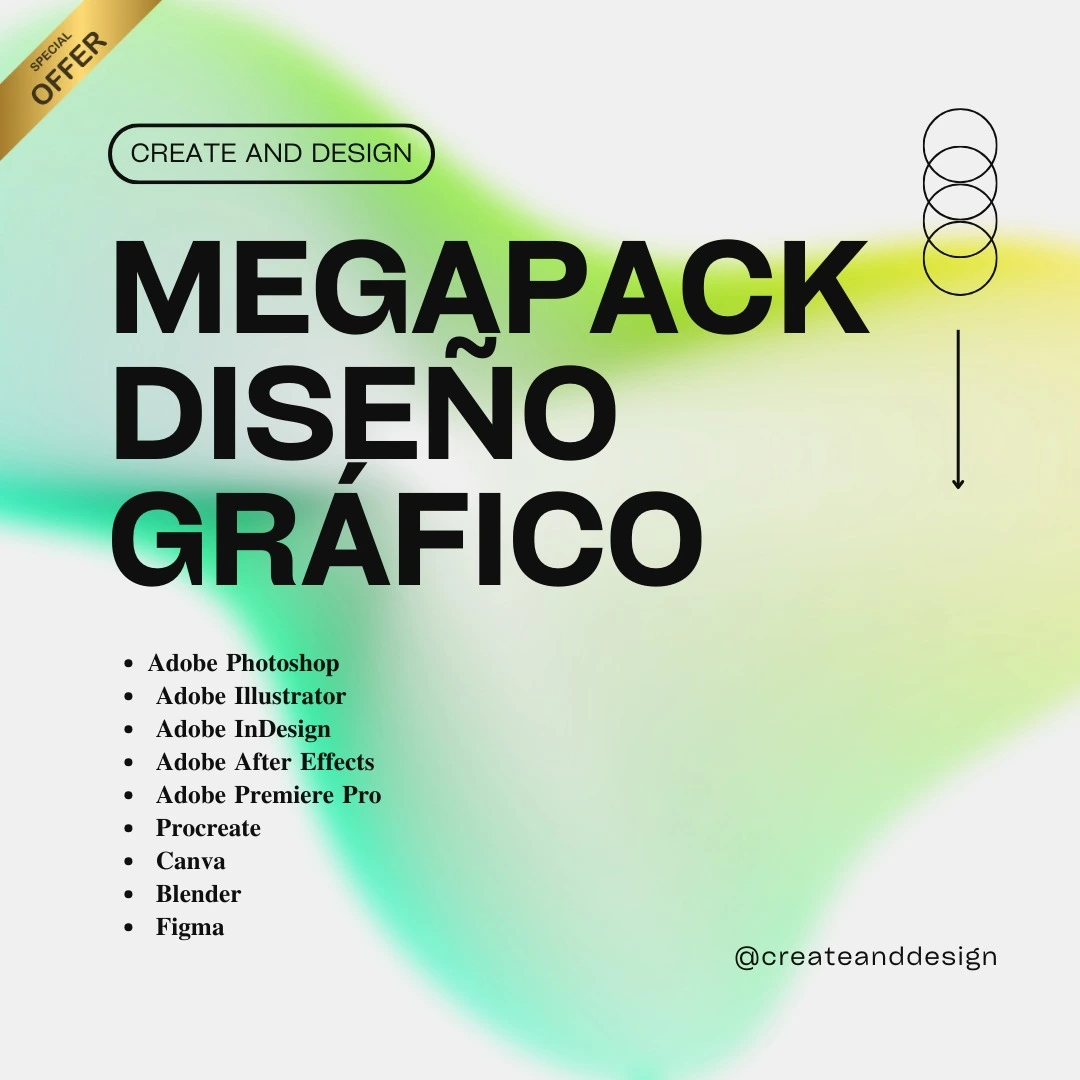 SPECIAL
OFFER
CREATE AND DESIGN
MEGAPACK
DISEÑO
GRÁFICO
• Adobe Photoshop
• Adobe Illustrator
• Adobe InDesign
• Adobe After Effects
• Adobe Premiere Pro
• Procreate
• Canva
• Blender
• Figma
@createanddesign